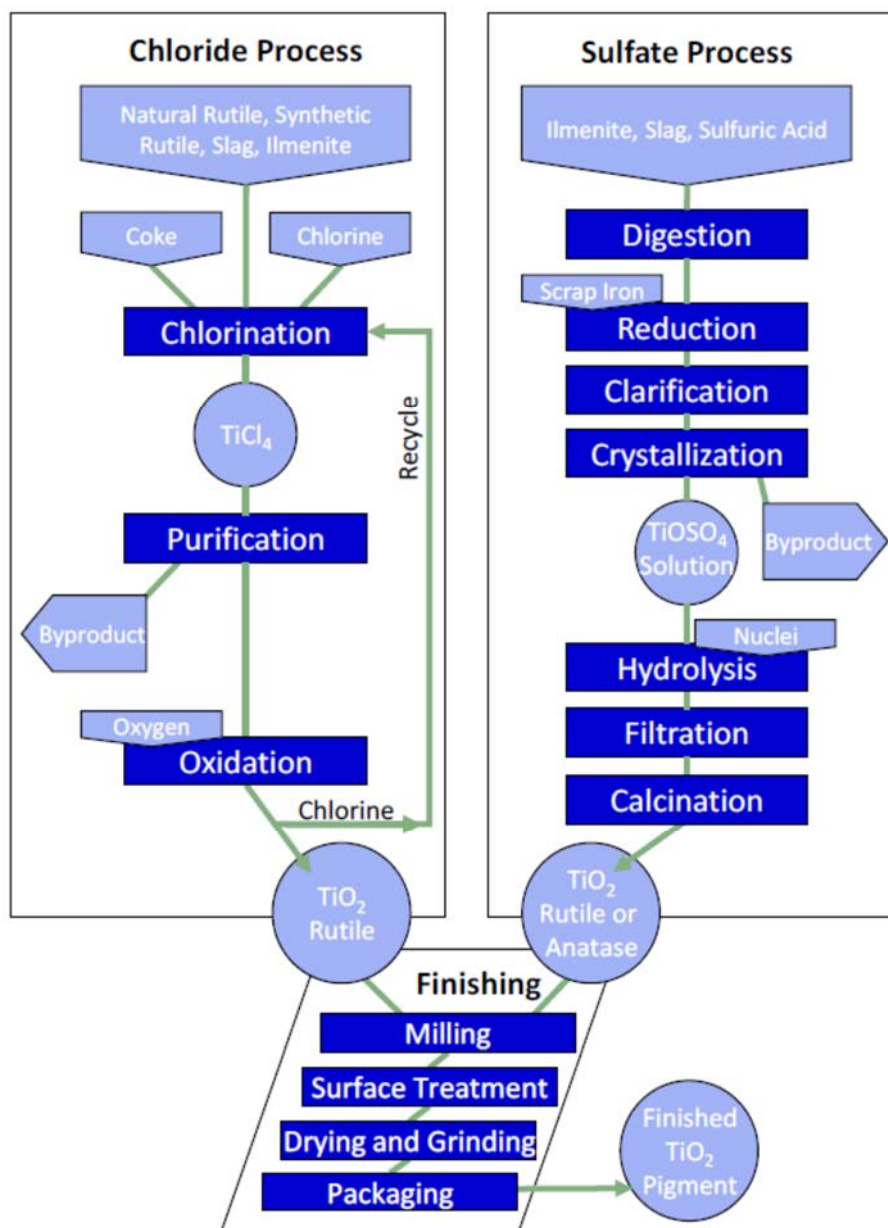 Chloride Process
Natural Rutile, Synthetic
Rutile, Slag, Ilmenite
Coke
Chlorine
Chlorination
TiCl₄
Recycle
Purification
Byproduct
Oxygen
Oxidation
Chlorine
TiO₂
Rutile
Sulfate Process
Ilmenite, Slag, Sulfuric Acid
Digestion
Scrap Iron
Reduction
Clarification
Crystallization
TiOSO₄
Solution
Byproduct
Nuclei
Hydrolysis
Filtration
Calcination
TiO₂
Rutile or
Anatase
Finishing
Milling
Surface Treatment
Drying and Grinding
Packaging
Finished
TiO₂
Pigment